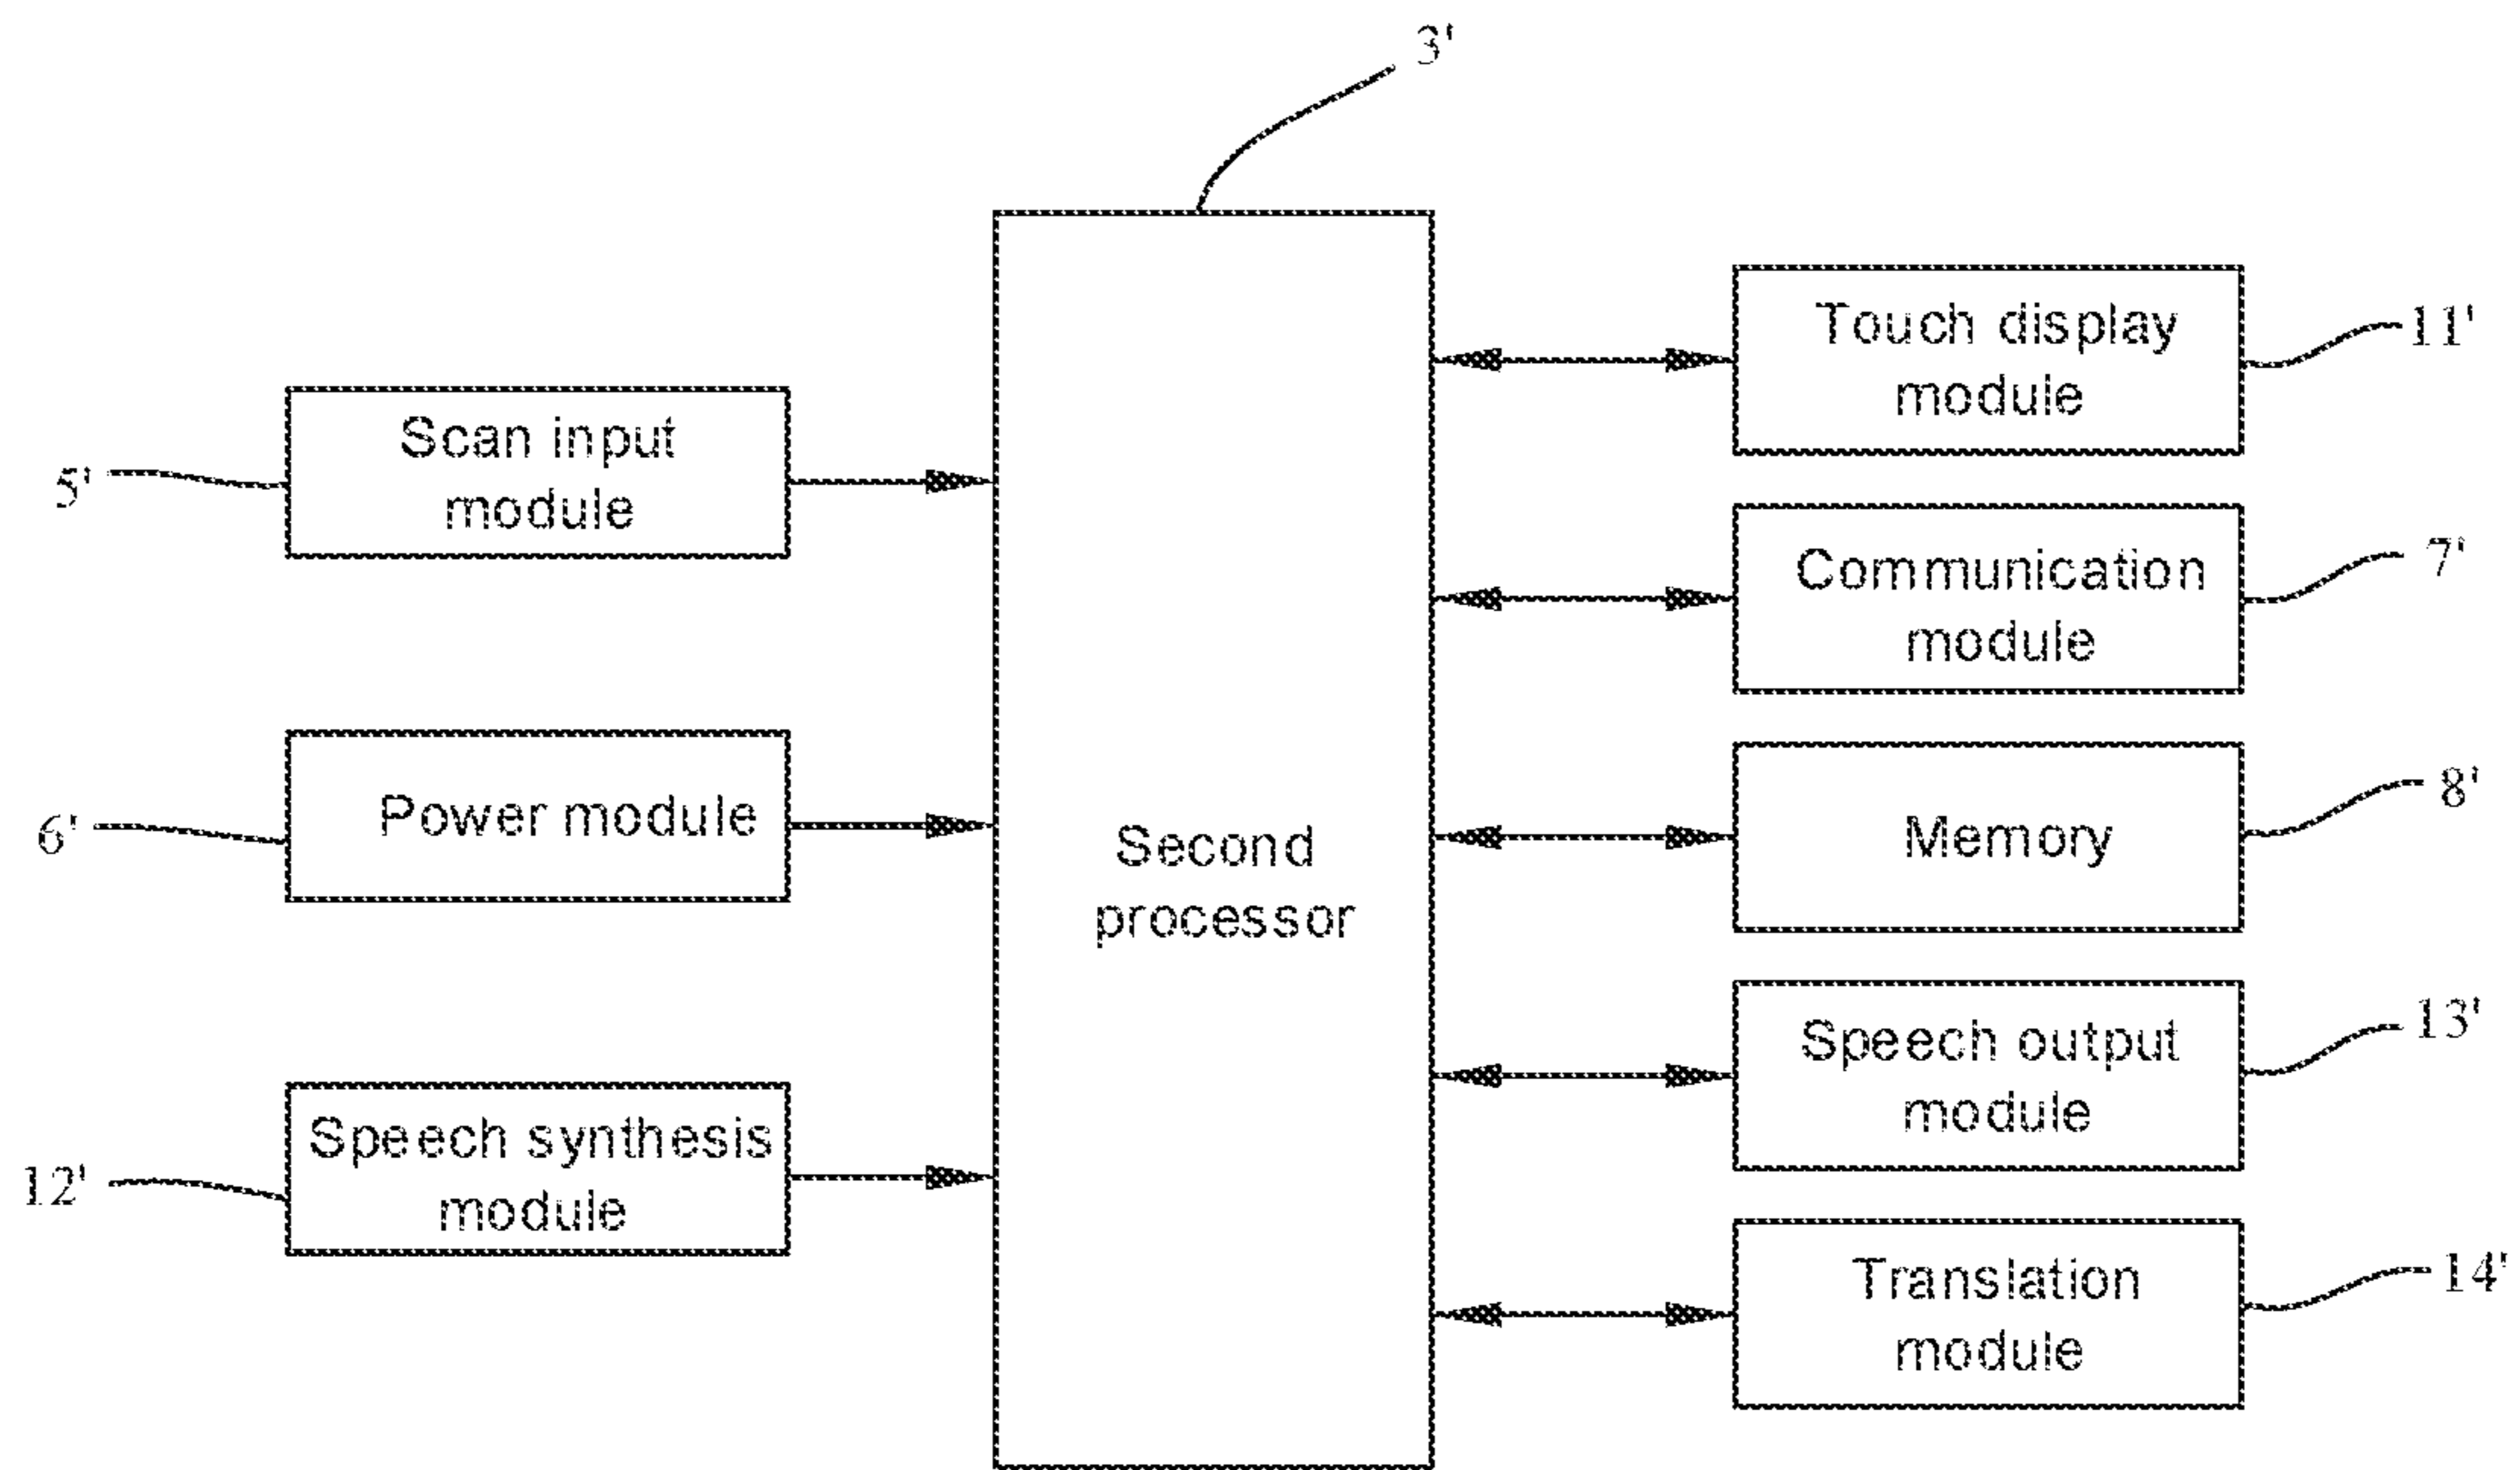 3'
Scan input
module
5'
Power module
6'
Speech synthesis
module
12'
Second
processor
Touch display
module
11'
Communication
module
7'
Memory
8'
Speech output
module
13'
Translation
module
14'